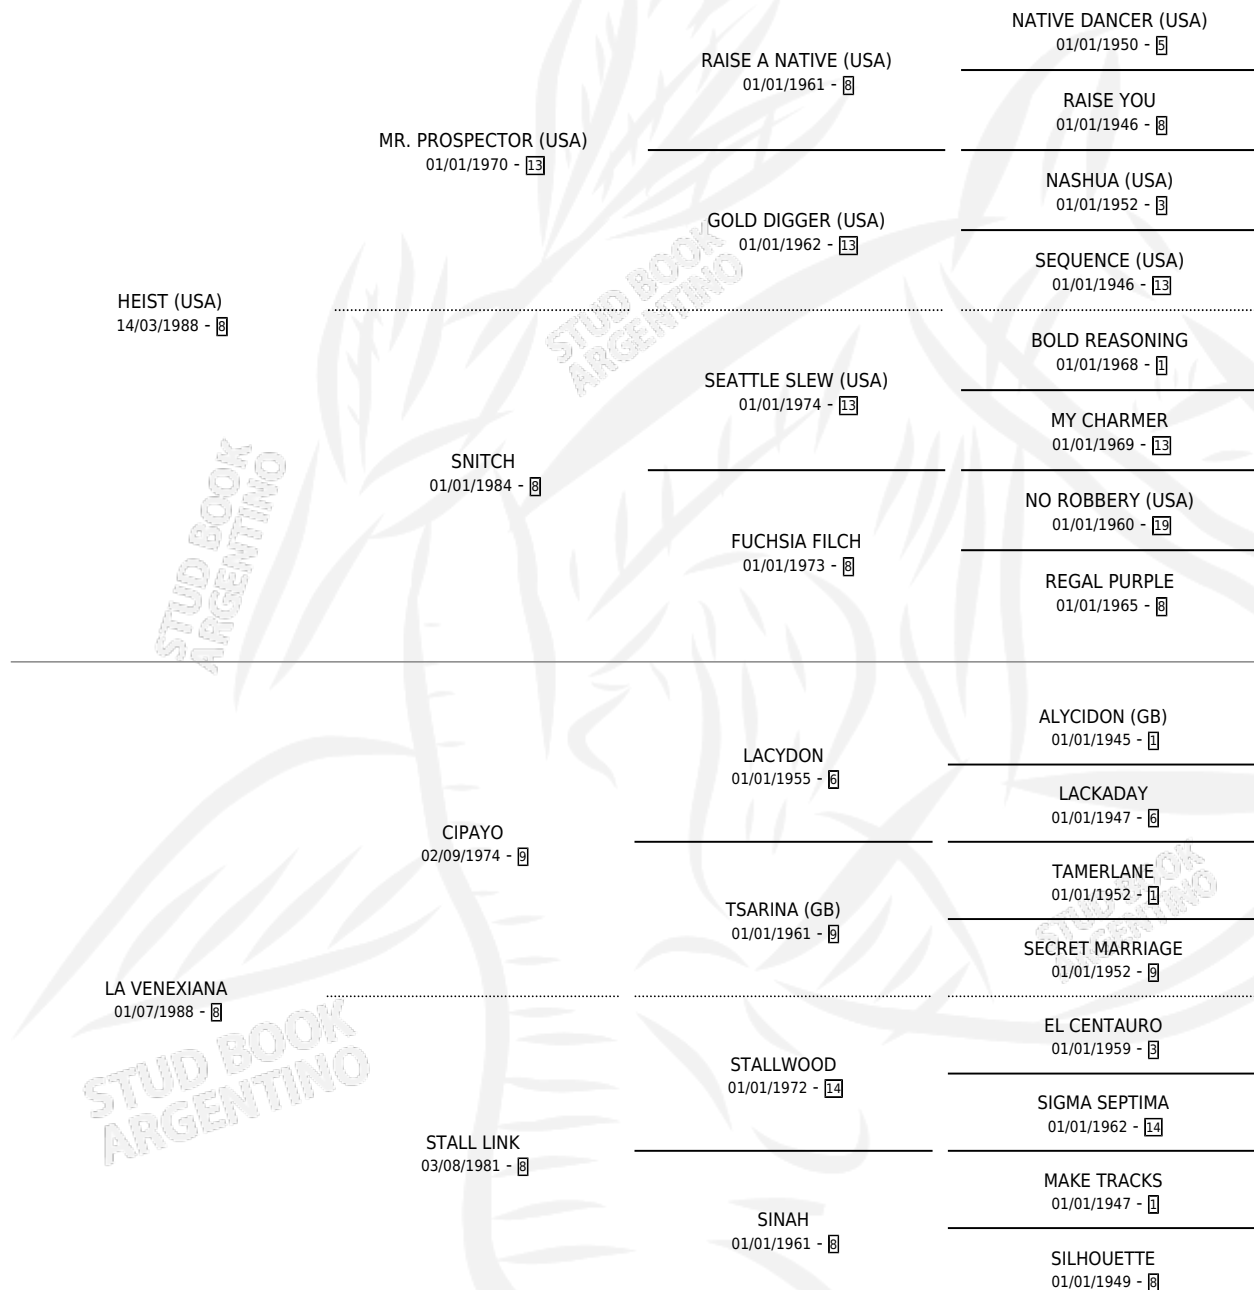 NATIVE DANCER (USA)
01/01/1950 - 5
RAISE A NATIVE (USA)
01/01/1961 - 8
RAISE YOU
01/01/1946 - 8
MR. PROSPECTOR (USA)
01/01/1970 - 13
NASHUA (USA)
01/01/1952 - 3
GOLD DIGGER (USA)
01/01/1962 - 13
SEQUENCE (USA)
01/01/1946 - 13
HEIST (USA)
14/03/1988 - 8
BOLD REASONING
01/01/1968 - 1
SEATTLE SLEW (USA)
01/01/1974 - 13
MY CHARMER
01/01/1969 - 13
SNITCH
01/01/1984 - 8
NO ROBBERY (USA)
01/01/1960 - 19
FUCHSIA FILCH
01/01/1973 - 8
REGAL PURPLE
01/01/1965 - 8
ALYCIDON (GB)
01/01/1945 - 1
LACYDON
01/01/1955 - 6
LACKADAY
01/01/1947 - 6
CIPAYO
02/09/1974 - 9
TAMERLANE
01/01/1952 - 1
TSARINA (GB)
01/01/1961 - 9
SECRET MARRIAGE
01/01/1952 - 9
LA VENEXIANA
01/07/1988 - 8
EL CENTAURO
01/01/1959 - 3
STALLWOOD
01/01/1972 - 14
SIGMA SEPTIMA
01/01/1962 - 14
STALL LINK
03/08/1981 - 8
MAKE TRACKS
01/01/1947 - 1
SINAH
01/01/1961 - 8
SILHOUETTE
01/01/1949 - 8
STUD BOOK
ARGENTINO
STUD BOOK
ARGENTINO
STUD BOOK
ARGENTINO
STUD BOOK
ARGENTINO